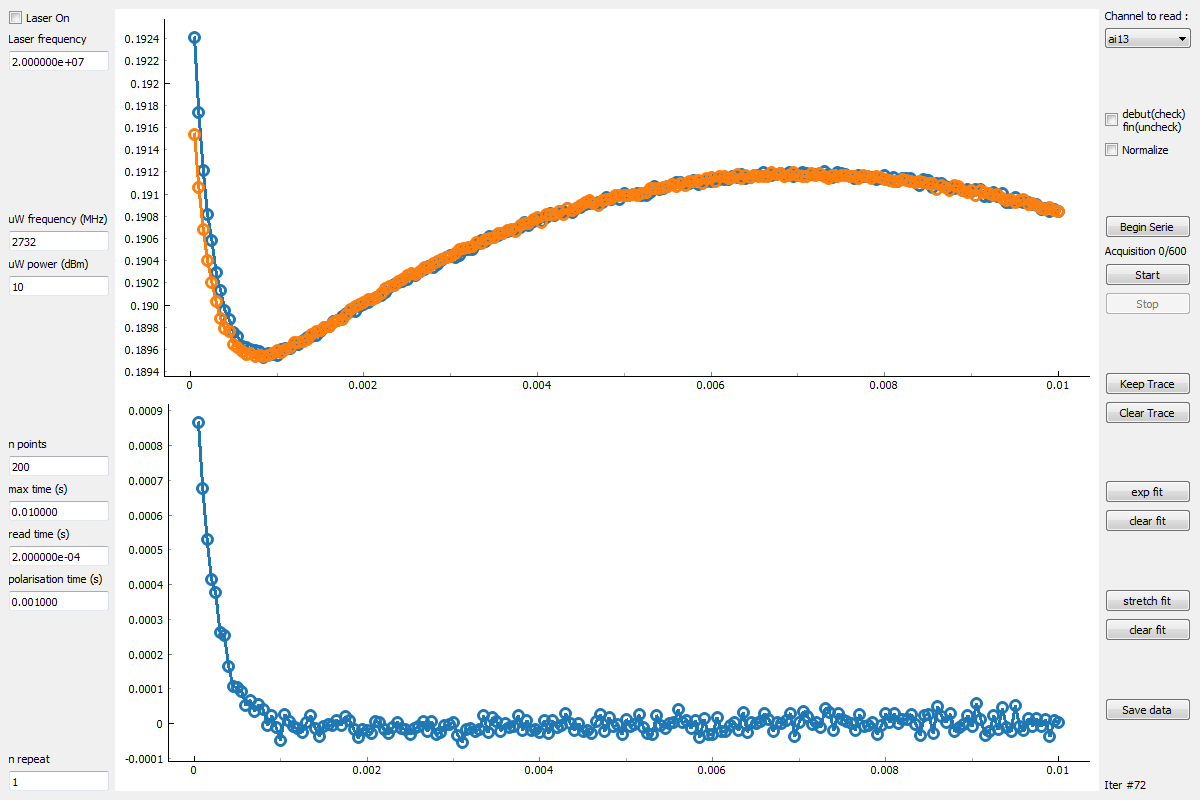 Laser On
Laser frequency
2.000000e+07
uW frequency (MHz)
2732
uW power (dBm)
10
n points
200
max time (s)
0.010000
read time (s)
2.000000e-04
polarisation time (s)
0.001000
n repeat
1
0.1924
0.1922
0.192
0.1918
0.1916
0.1914
0.1912
0.191
0.1908
0.1906
0.1904
0.1902
0.190
0.1898
0.1896
0.1894
0 0.002 0.004 0.006 0.008 0.01
0.0009
0.0008
0.0007
0.0006
0.0005
0.0004
0.0003
0.0002
0.0001
0
-0.0001
0 0.002 0.004 0.006 0.008 0.01
Channel to read :
ai13
debut(check)
fin(uncheck)
Normalize
Begin Serie
Acquisition 0/600
Start
Stop
Keep Trace
Clear Trace
exp fit
clear fit
stretch fit
clear fit
Save data
Iter #72